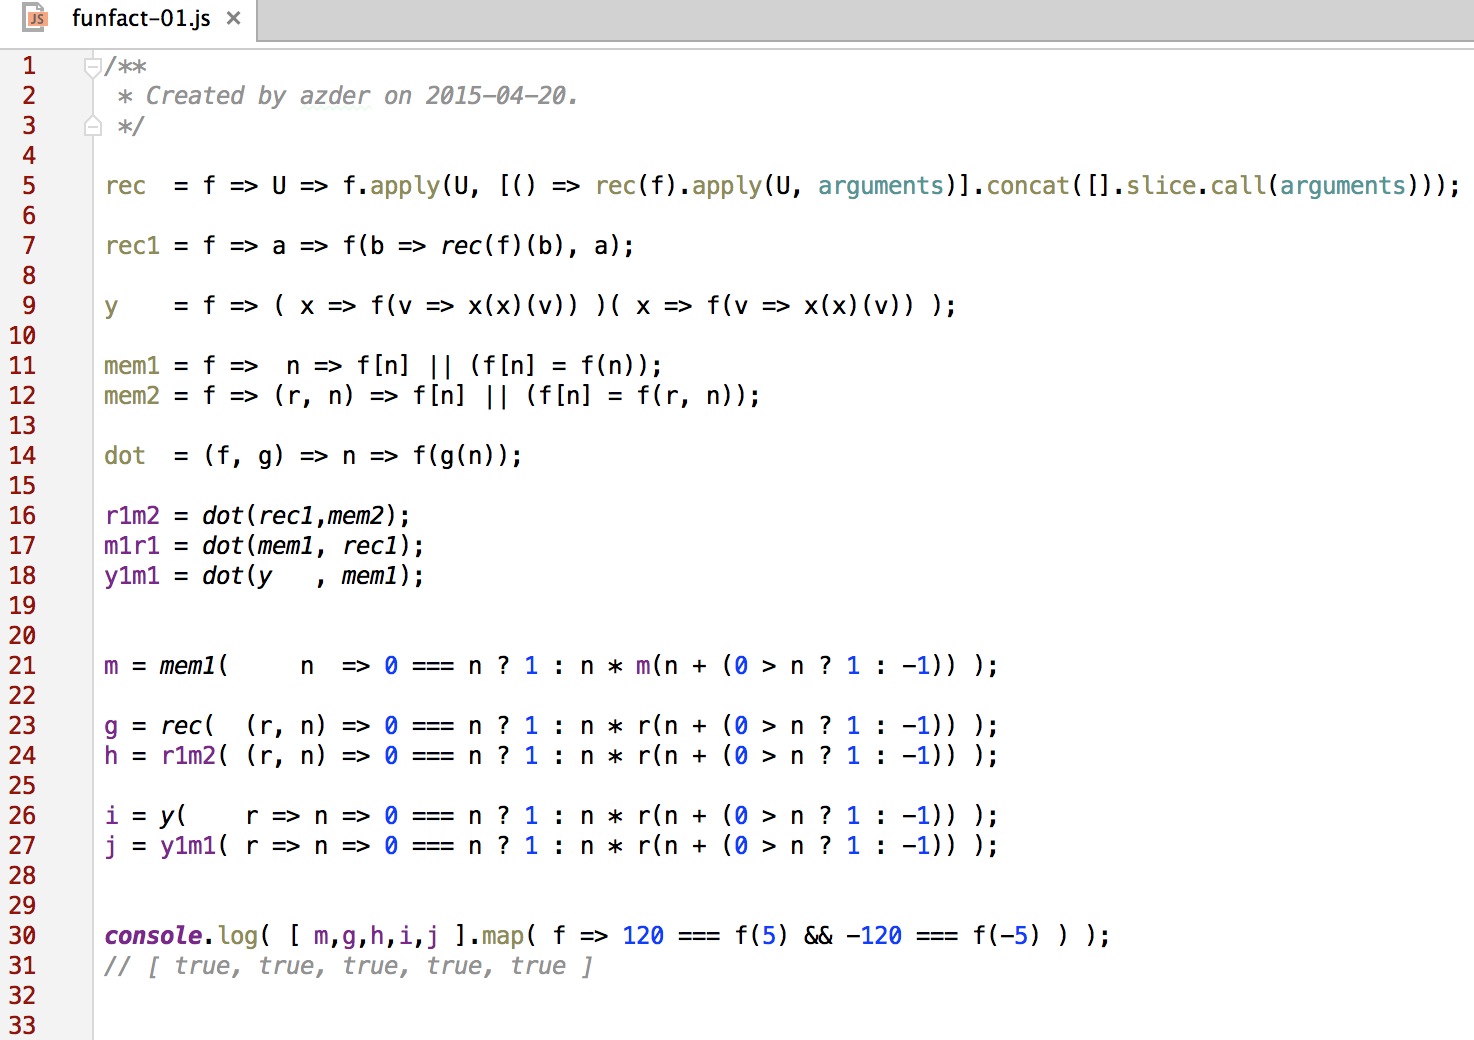 JS funfact-01.js ×
1 /**
2  * Created by azder on 2015-04-20.
3  */
4
5 rec  = f => U => f.apply(U, [() => rec(f).apply(U, arguments)].concat([].slice.call(arguments)));
6
7 rec1 = f => a => f(b => rec(f)(b), a);
8
9 y    = f => ( x => f(v => x(x)(v)) )( x => f(v => x(x)(v)) );
10
11 mem1 = f =>  n => f[n] || (f[n] = f(n));
12 mem2 = f => (r, n) => f[n] || (f[n] = f(r, n));
13
14 dot  = (f, g) => n => f(g(n));
15
16 r1m2 = dot(rec1,mem2);
17 m1r1 = dot(mem1, rec1);
18 y1m1 = dot(y   , mem1);
19
20
21 m = mem1(     n  => 0 === n ? 1 : n * m(n + (0 > n ? 1 : -1)) );
22
23 g = rec(  (r, n) => 0 === n ? 1 : n * r(n + (0 > n ? 1 : -1)) );
24 h = r1m2( (r, n) => 0 === n ? 1 : n * r(n + (0 > n ? 1 : -1)) );
25
26 i = y(    r => n => 0 === n ? 1 : n * r(n + (0 > n ? 1 : -1)) );
27 j = y1m1( r => n => 0 === n ? 1 : n * r(n + (0 > n ? 1 : -1)) );
28
29
30 console.log( [ m,g,h,i,j ].map( f => 120 === f(5) && -120 === f(-5) ) );
31 // [ true, true, true, true, true ]
32
33